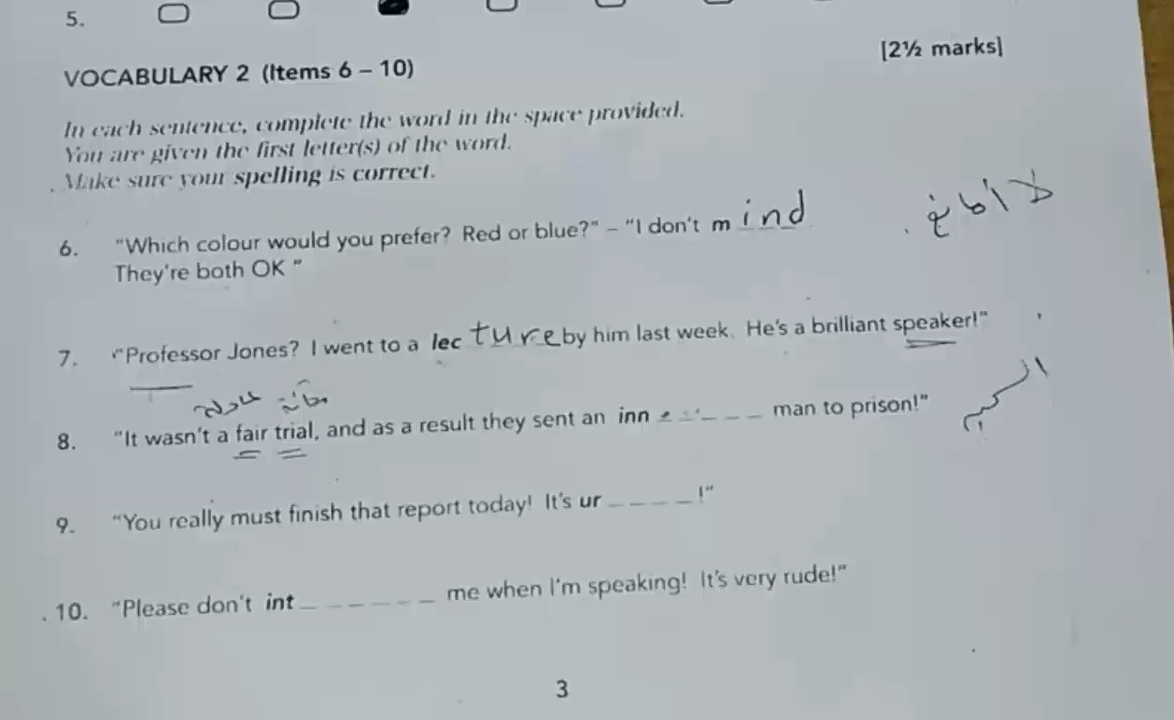 5.
[2½ marks]
VOCABULARY 2 (Items 6 – 10)
In each sentence, complete the word in the space provided.
You are given the first letter(s) of the word.
Make sure your spelling is correct.
6. "Which colour would you prefer? Red or blue?" – "I don't mind
They're both OK "
لا أمانع
7. "Professor Jones? I went to a lecture by him last week. He's a brilliant speaker!"
عادلة
8. "It wasn't a fair trial, and as a result they sent an inn _ _ _ _ _ man to prison!"
9. "You really must finish that report today! It's ur _ _ _ _ !"
10. "Please don't int _ _ _ _ _ _ me when I'm speaking! It's very rude!"
3